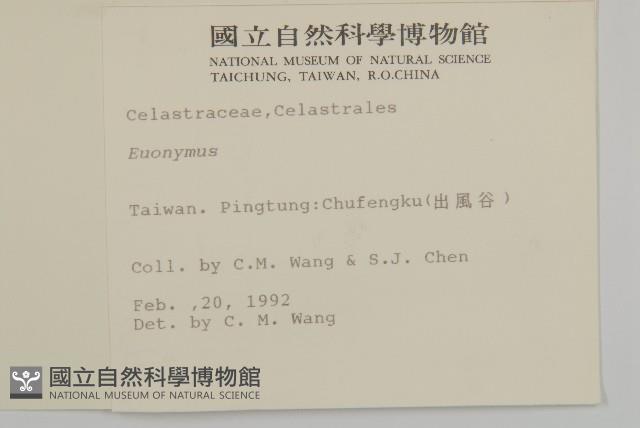 國立自然科學博物館
NATIONAL MUSEUM OF NATURAL SCIENCE
TAICHUNG, TAIWAN, R.O.CHINA
Celastraceae,Celastrales
Euonymus
Taiwan. Pingtung:Chufengku(出風谷)
Coll. by C.M. Wang & S.J. Chen
Feb. ,20, 1992
Det. by C. M. Wang
國立自然科學博物館
NATIONAL MUSEUM OF NATURAL SCIENCE